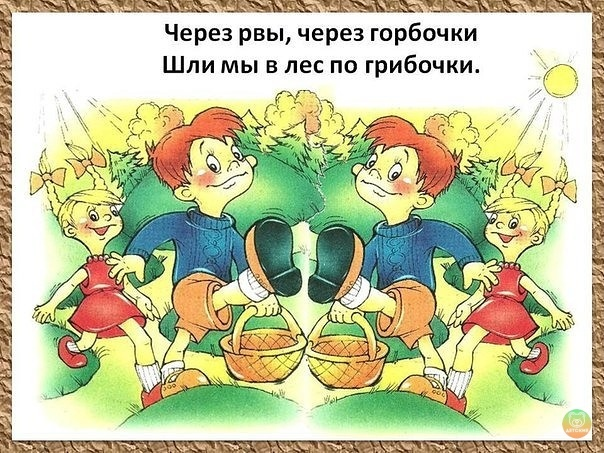 Через рвы, через горбочки
Шли мы в лес по грибочки.